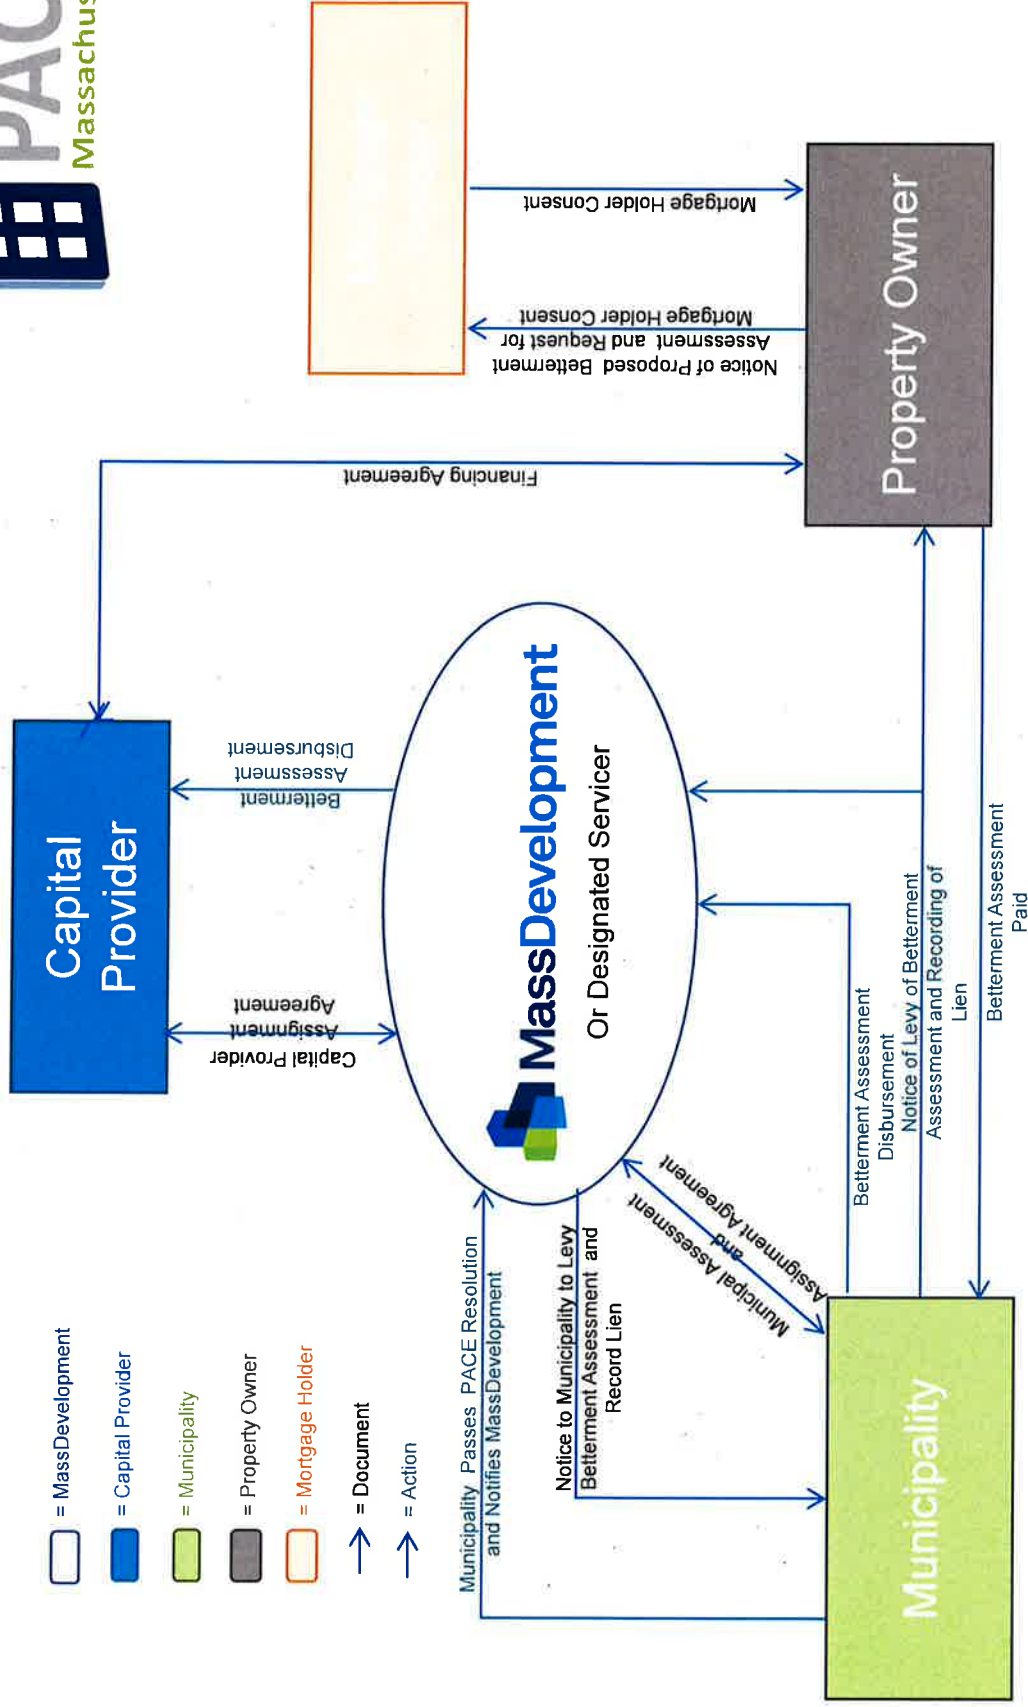 PAC
Massachus
= MassDevelopment
= Capital Provider
= Municipality
= Property Owner
= Mortgage Holder
= Document
= Action
Capital
Provider
Capital Provider
Assignment
Agreement
Betterment
Assessment
Disbursement
Financing Agreement
Notice of Proposed Betterment
Assessment and Request for
Mortgage Holder Consent
Mortgage Holder Consent
MassDevelopment
Or Designated Servicer
Municipality Passes PACE Resolution
and Notifies MassDevelopment
Notice to Municipality to Levy
Betterment Assessment and
Record Lien
Municipal Assessment
and
Assignment Agreement
Betterment Assessment
Disbursement
Notice of Levy of Betterment
Assessment and Recording of
Lien
Betterment Assessment
Paid
Municipality
Property Owner